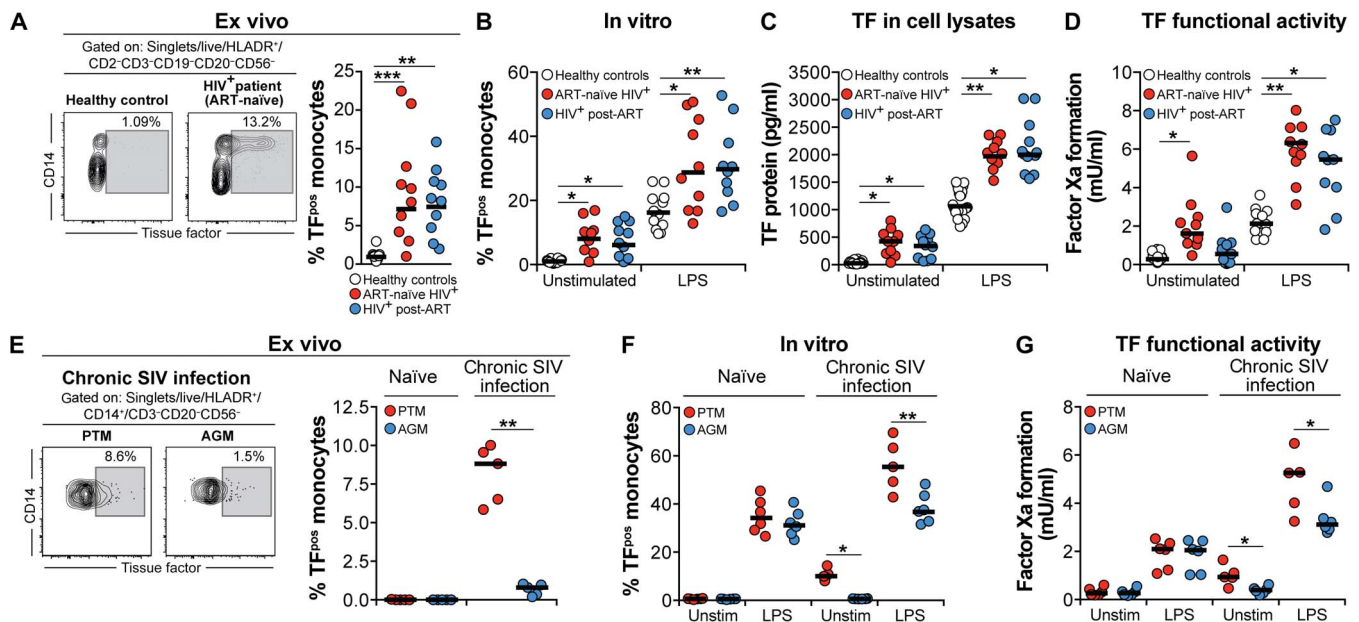 A
Ex vivo
Gated on: Singlets/live/HLADR⁺/
CD2⁻CD3⁻CD19⁻CD20⁻CD56⁻
Healthy control
HIV⁺ patient
(ART-naïve)
1.09%
13.2%
CD14
Tissue factor
% TFᵖᵒˢ monocytes
25
20
15
10
5
0
**
***
Healthy controls
ART-naïve HIV⁺
HIV⁺ post-ART
B
In vitro
Healthy controls
ART-naïve HIV⁺
HIV⁺ post-ART
% TFᵖᵒˢ monocytes
60
40
20
0
*
*
**
*
Unstimulated
LPS
C
TF in cell lysates
Healthy controls
ART-naïve HIV⁺
HIV⁺ post-ART
TF protein (pg/ml)
3500
3000
2500
2000
1500
1000
500
0
*
*
*
**
Unstimulated
LPS
D
TF functional activity
Healthy controls
ART-naïve HIV⁺
HIV⁺ post-ART
Factor Xa formation
(mU/ml)
10
8
6
4
2
0
*
*
**
Unstimulated
LPS
E
Ex vivo
Chronic SIV infection
Gated on: Singlets/live/HLADR⁺/
CD14⁺/CD3⁻CD20⁻CD56⁻
PTM
AGM
8.6%
1.5%
CD14
Tissue factor
Naïve
Chronic SIV
infection
PTM
AGM
% TFᵖᵒˢ monocytes
12.5
10.0
7.5
5.0
2.5
0.0
**
F
In vitro
Naïve
Chronic SIV
infection
PTM
AGM
% TFᵖᵒˢ monocytes
80
60
40
20
0
*
**
Unstim
LPS
Unstim
LPS
G
TF functional activity
Naïve
Chronic SIV
infection
PTM
AGM
Factor Xa formation
(mU/ml)
8
6
4
2
0
*
*
Unstim
LPS
Unstim
LPS